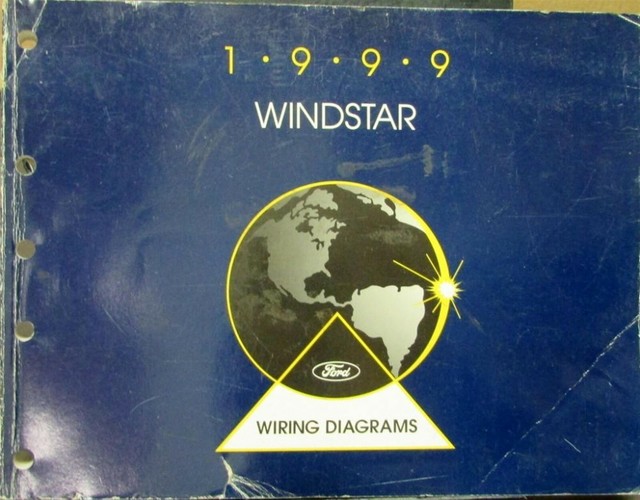 1 • 9 • 9 • 9
WINDSTAR
Ford
WIRING DIAGRAMS